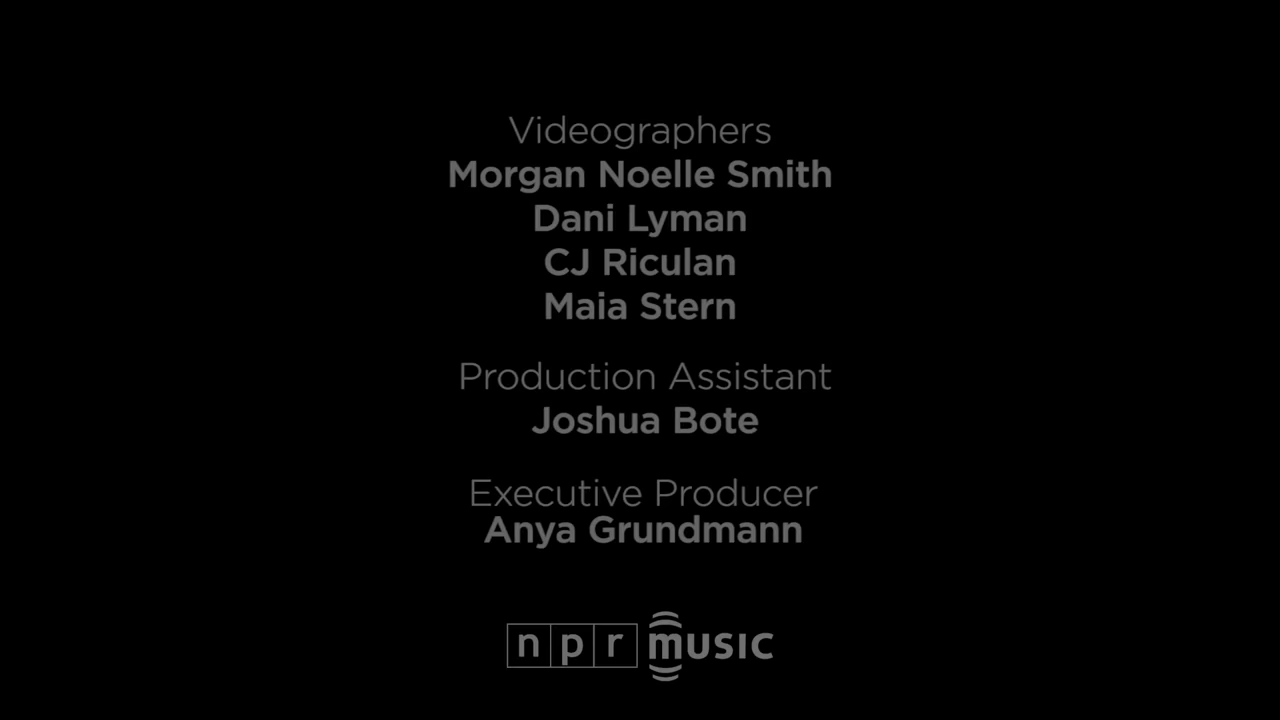 Videographers
Morgan Noelle Smith
Dani Lyman
CJ Riculan
Maia Stern
Production Assistant
Joshua Bote
Executive Producer
Anya Grundmann
npr music